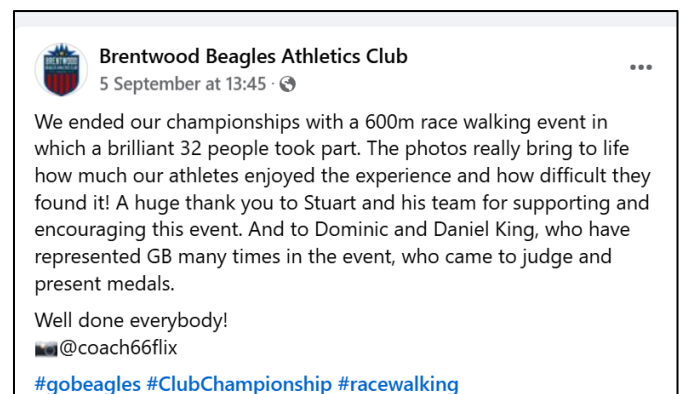 Brentwood Beagles Athletics Club
5 September at 13:45 ·
We ended our championships with a 600m race walking event in
which a brilliant 32 people took part. The photos really bring to life
how much our athletes enjoyed the experience and how difficult they
found it! A huge thank you to Stuart and his team for supporting and
encouraging this event. And to Dominic and Daniel King, who have
represented GB many times in the event, who came to judge and
present medals.
Well done everybody!
📷@coach66flix
#gobeagles #ClubChampionship #racewalking